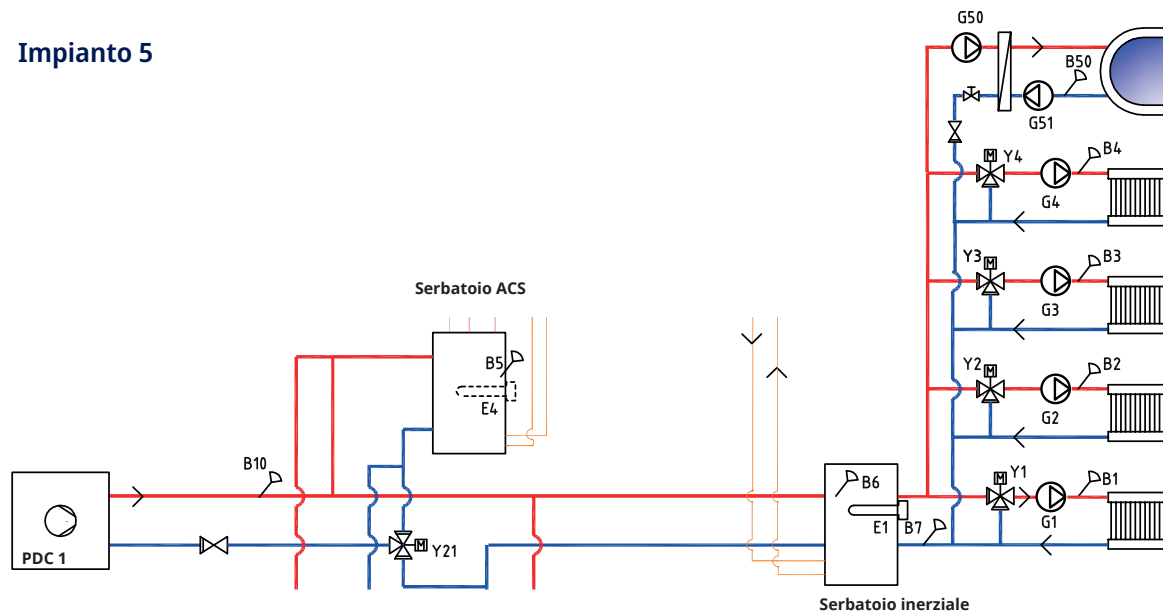 Impianto 5
G50
B50
G51
Y4
B4
G4
Y3
B3
G3
Serbatoio ACS
B5
E4
Y2
B2
G2
B10
B6
Y1
B1
E1
B7
G1
PDC 1
M
Y21
M
M
M
M
Serbatoio inerziale